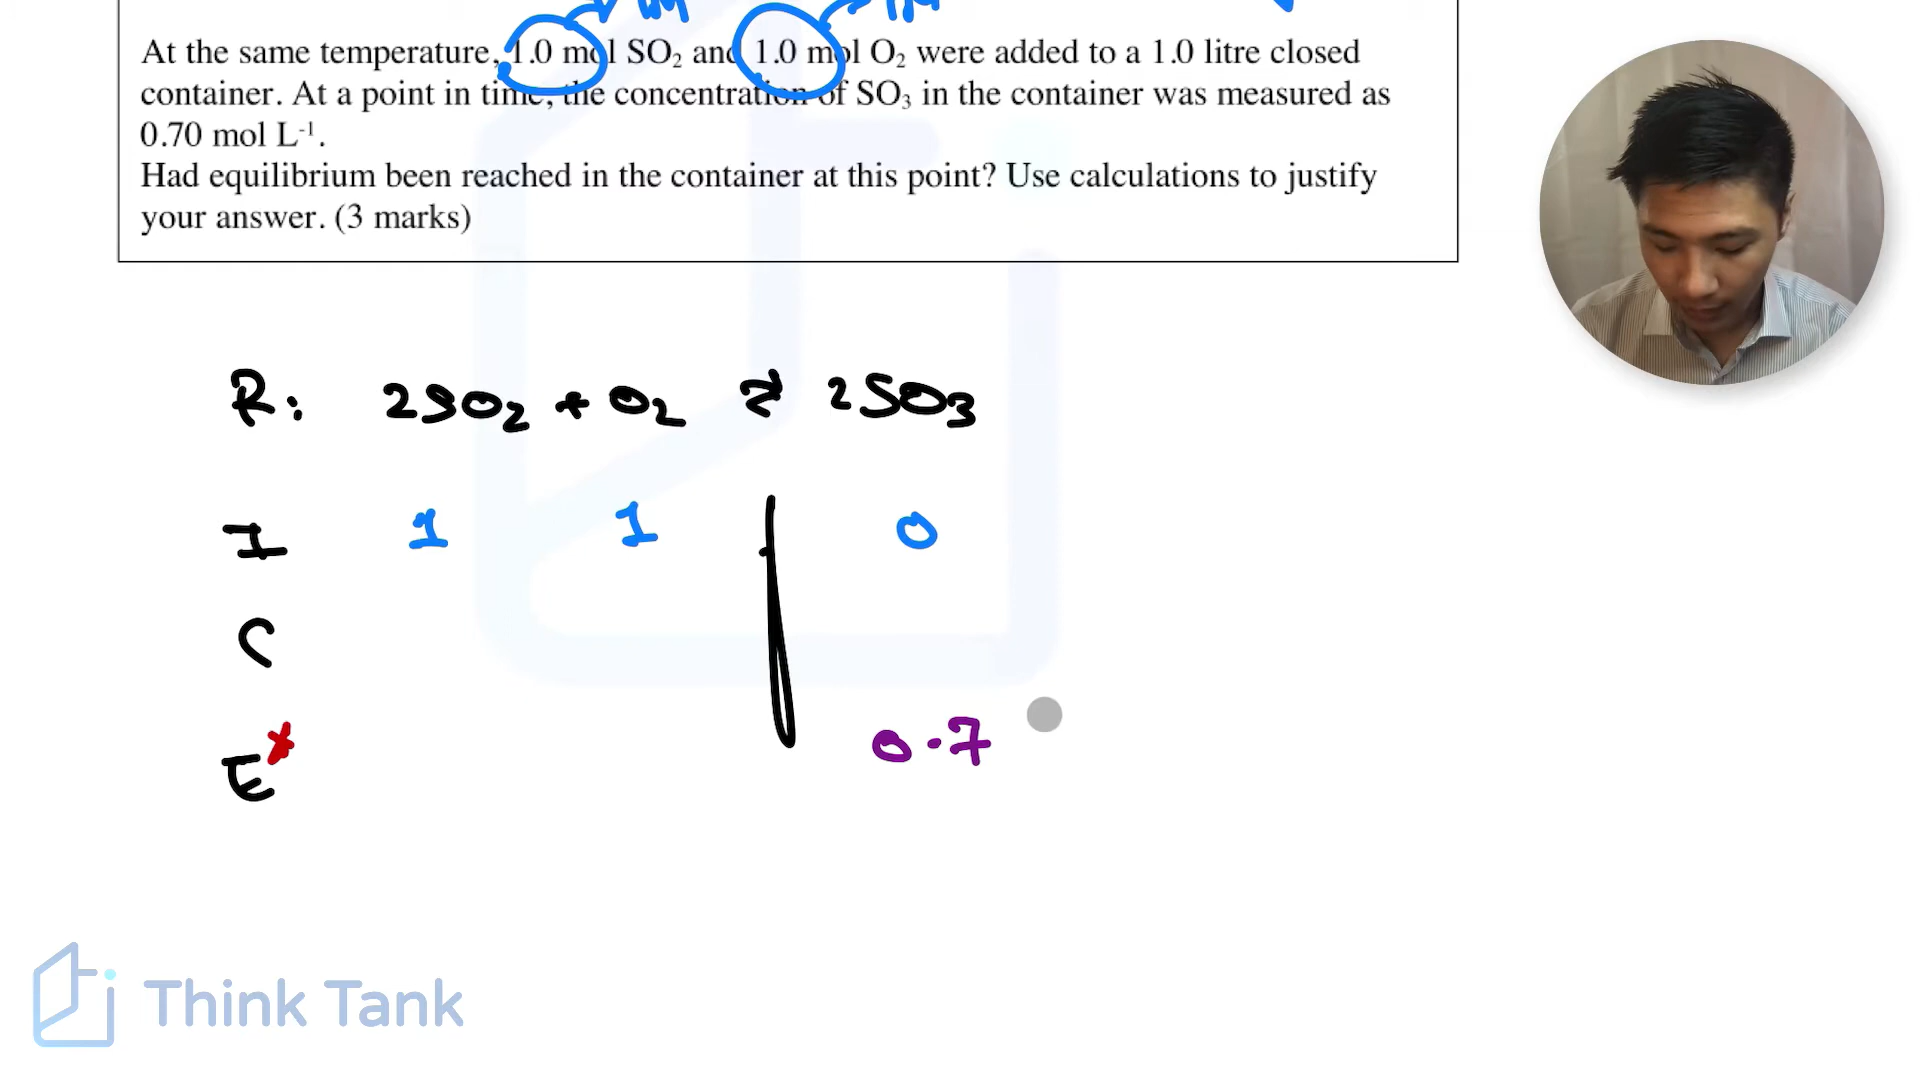 At the same temperature, 1.0 mol SO₂ and 1.0 mol O₂ were added to a 1.0 litre closed
container. At a point in time, the concentration of SO₃ in the container was measured as
0.70 mol L⁻¹.
Had equilibrium been reached in the container at this point? Use calculations to justify
your answer. (3 marks)
R: 2SO₂ + O₂ ⇌ 2SO₃
I 1 1 0
C
E* 0.7
Think Tank